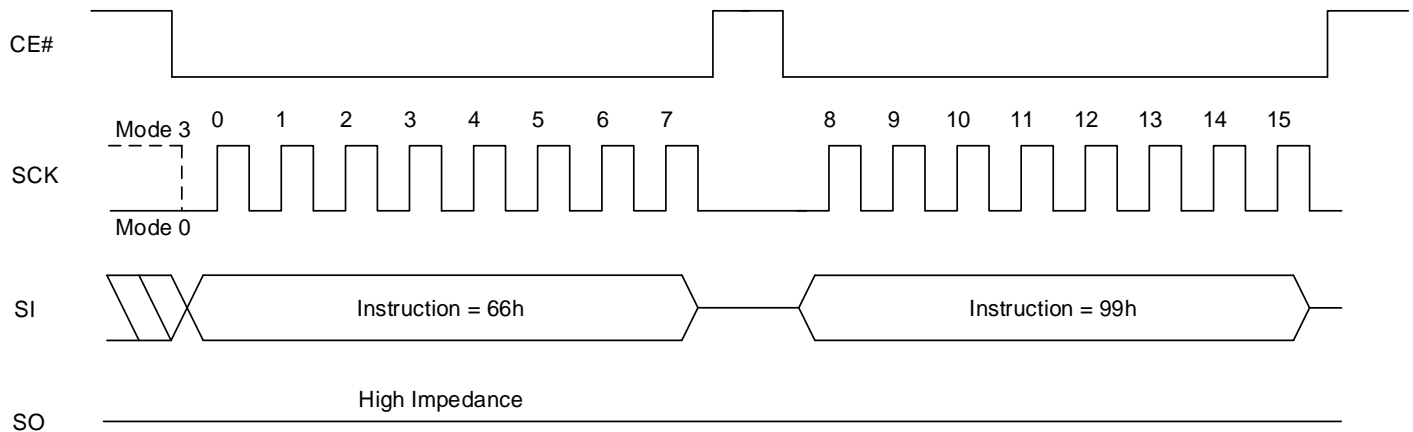 CE#
Mode 3
0 1 2 3 4 5 6 7 8 9 10 11 12 13 14 15
SCK
Mode 0
SI
Instruction = 66h
Instruction = 99h
High Impedance
SO